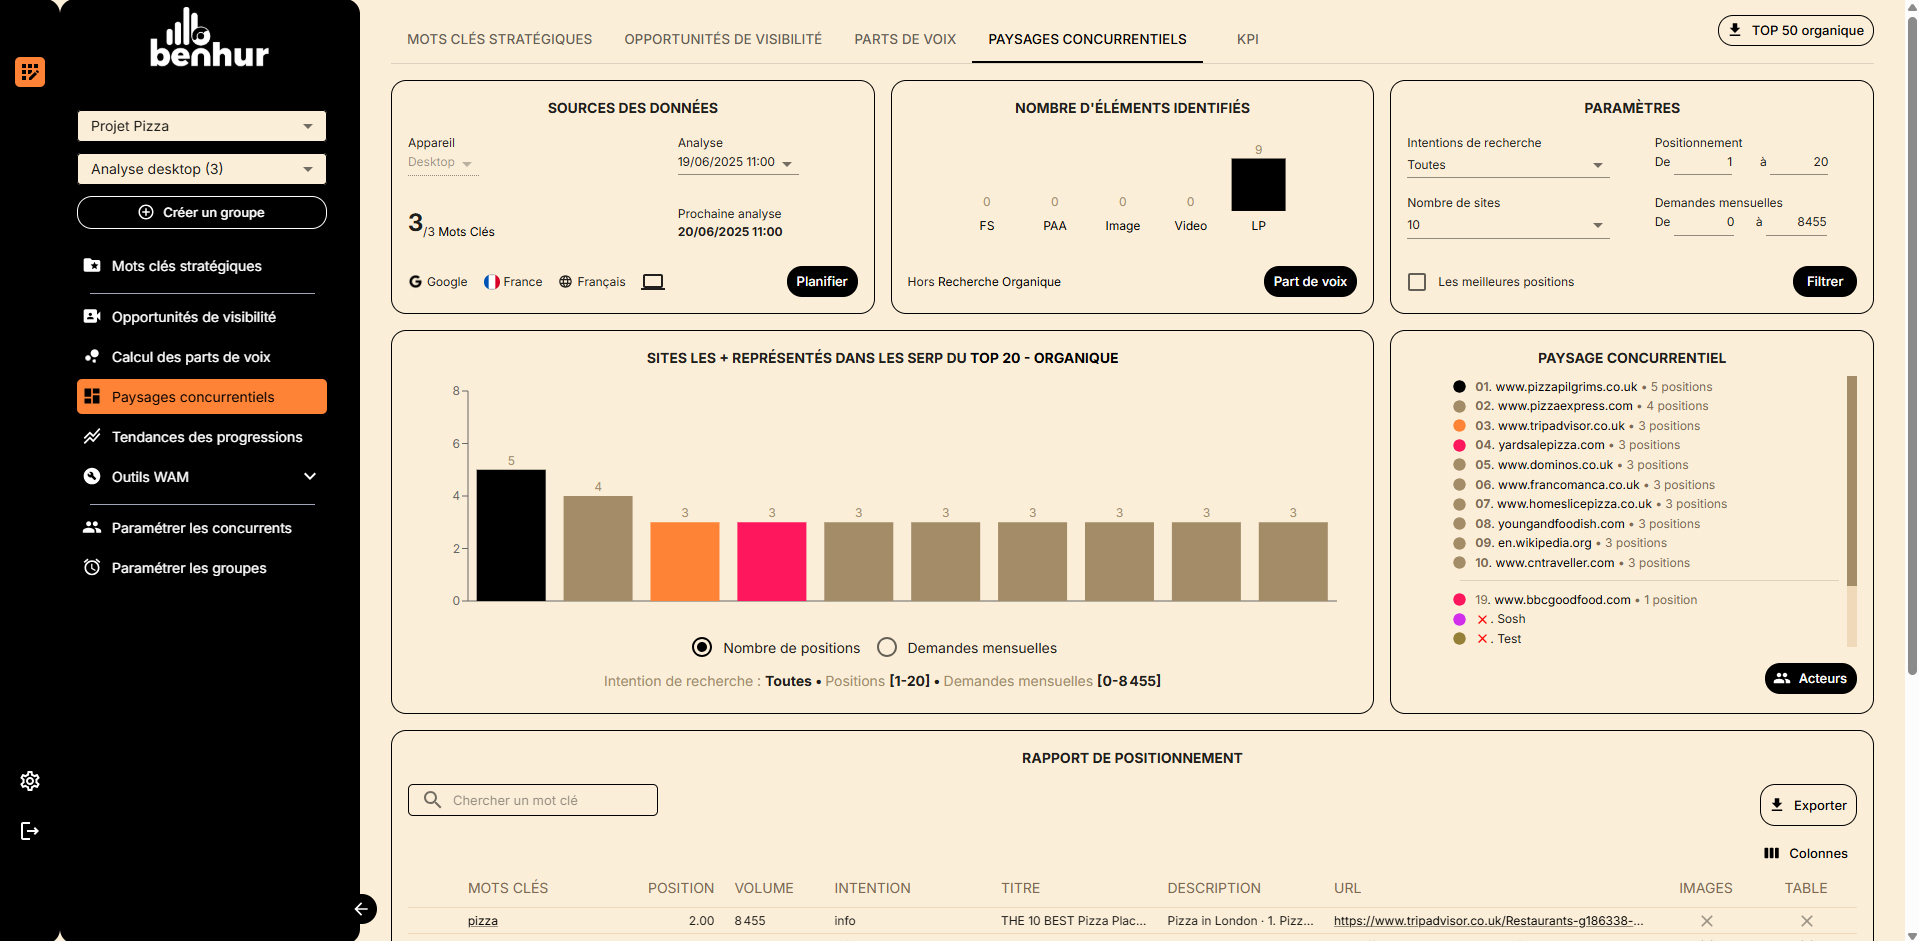 benhur
Projet Pizza
Analyse desktop (3)
Créer un groupe
Mots clés stratégiques
Opportunités de visibilité
Calcul des parts de voix
Paysages concurrentiels
Tendances des progressions
Outils WAM
Paramétrer les concurrents
Paramétrer les groupes
MOTS CLÉS STRATÉGIQUES OPPORTUNITÉS DE VISIBILITÉ PARTS DE VOIX PAYSAGES CONCURRENTIELS KPI
TOP 50 organique
SOURCES DES DONNÉES
Appareil
Desktop
Analyse
19/06/2025 11:00
3/3 Mots Clés
Prochaine analyse
20/06/2025 11:00
Google France Français
Planifier
NOMBRE D'ÉLÉMENTS IDENTIFIÉS
0 0 0 0 9
FS PAA Image Video LP
Hors Recherche Organique
Part de voix
PARAMÈTRES
Intentions de recherche
Toutes
Positionnement
De 1 à 20
Nombre de sites
10
Demandes mensuelles
De 0 à 8455
Les meilleures positions
Filtrer
SITES LES + REPRÉSENTÉS DANS LES SERP DU TOP 20 - ORGANIQUE
8
6
4
2
0
5 4 3 3 3 3 3 3 3 3
Nombre de positions Demandes mensuelles
Intention de recherche : Toutes • Positions [1-20] • Demandes mensuelles [0-8 455]
PAYSAGE CONCURRENTIEL
01. www.pizzapilgrims.co.uk • 5 positions
02. www.pizzaexpress.com • 4 positions
03. www.tripadvisor.co.uk • 3 positions
04. yardsalepizza.com • 3 positions
05. www.dominos.co.uk • 3 positions
06. www.francomanca.co.uk • 3 positions
07. www.homeslicepizza.co.uk • 3 positions
08. youngandfoodish.com • 3 positions
09. en.wikipedia.org • 3 positions
10. www.cntraveller.com • 3 positions
19. www.bbcgoodfood.com • 1 position
. Sosh
. Test
Acteurs
RAPPORT DE POSITIONNEMENT
Chercher un mot clé
Exporter
Colonnes
MOTS CLÉS POSITION VOLUME INTENTION TITRE DESCRIPTION URL IMAGES TABLE
pizza 2.00 8 455 info THE 10 BEST Pizza Plac... Pizza in London · 1. Pizz... https://www.tripadvisor.co.uk/Restaurants-g186338-...